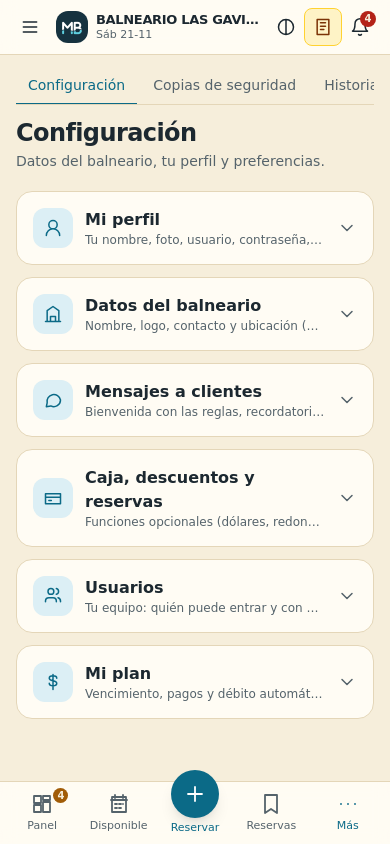 MB
BALNEARIO LAS GAVI...
Sáb 21-11
4
Configuración
Copias de seguridad
Historia
Configuración
Datos del balneario, tu perfil y preferencias.
Mi perfil
Tu nombre, foto, usuario, contraseña,...
Datos del balneario
Nombre, logo, contacto y ubicación (...
Mensajes a clientes
Bienvenida con las reglas, recordatori...
Caja, descuentos y
reservas
Funciones opcionales (dólares, redon...
Usuarios
Tu equipo: quién puede entrar y con ...
Mi plan
Vencimiento, pagos y débito automát...
4
Panel
Disponible
Reservar
Reservas
Más